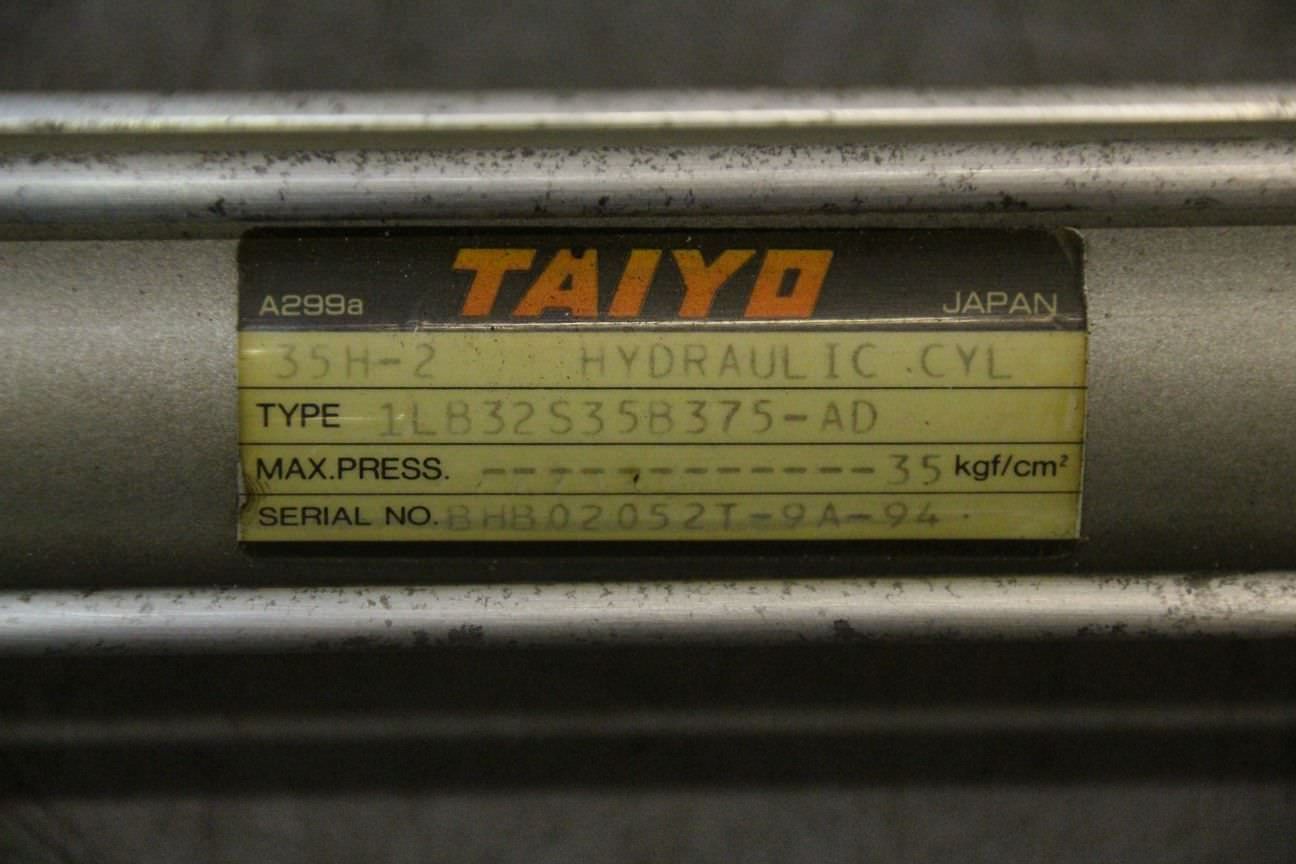 TAIYO
A299a JAPAN
35H-2 HYDRAULIC CYL
TYPE 1LB32S35B375-AD
MAX.PRESS. ------------35 kgf/cm²
SERIAL NO. BHB02052T-9A-94